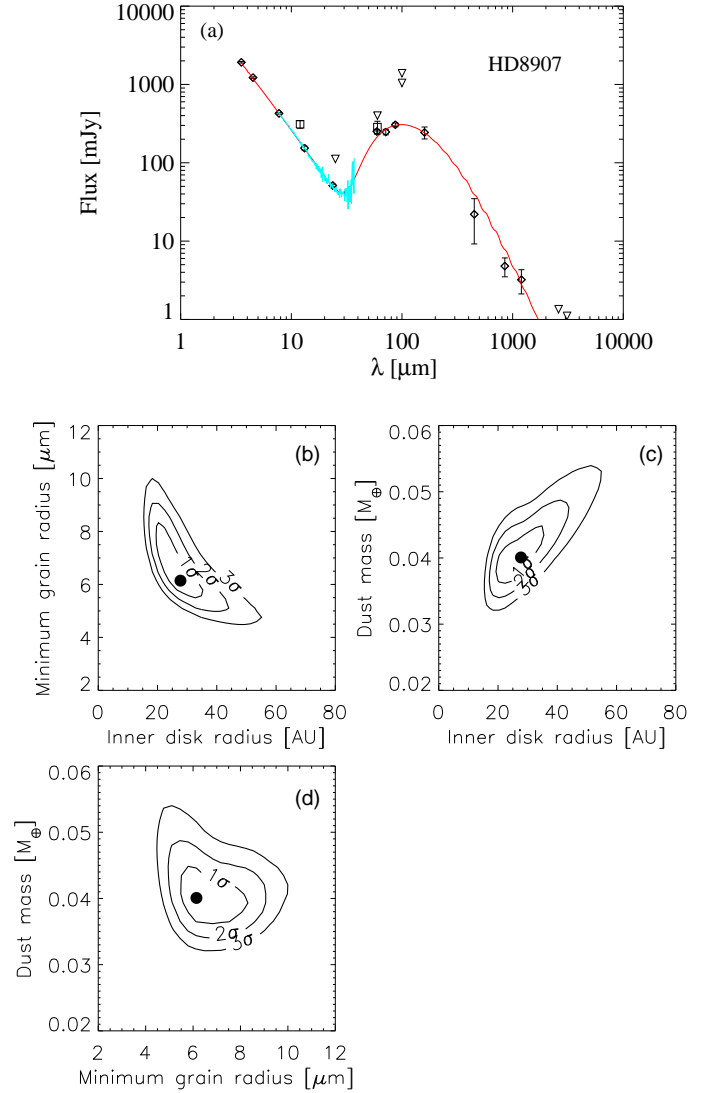 (a)
HD8907
10000
1000
100
10
1
Flux [mJy]
1 10 100 1000 10000
λ [μm]
(b)
12
10
8
6
4
2
Minimum grain radius [μm]
1σ 2σ 3σ
0 20 40 60 80
Inner disk radius [AU]
(c)
0.06
0.05
0.04
0.03
0.02
Dust mass [M⊕]
1σ
2σ
3σ
0 20 40 60 80
Inner disk radius [AU]
(d)
0.06
0.05
0.04
0.03
0.02
Dust mass [M⊕]
1σ
2σ
3σ
2 4 6 8 10 12
Minimum grain radius [μm]